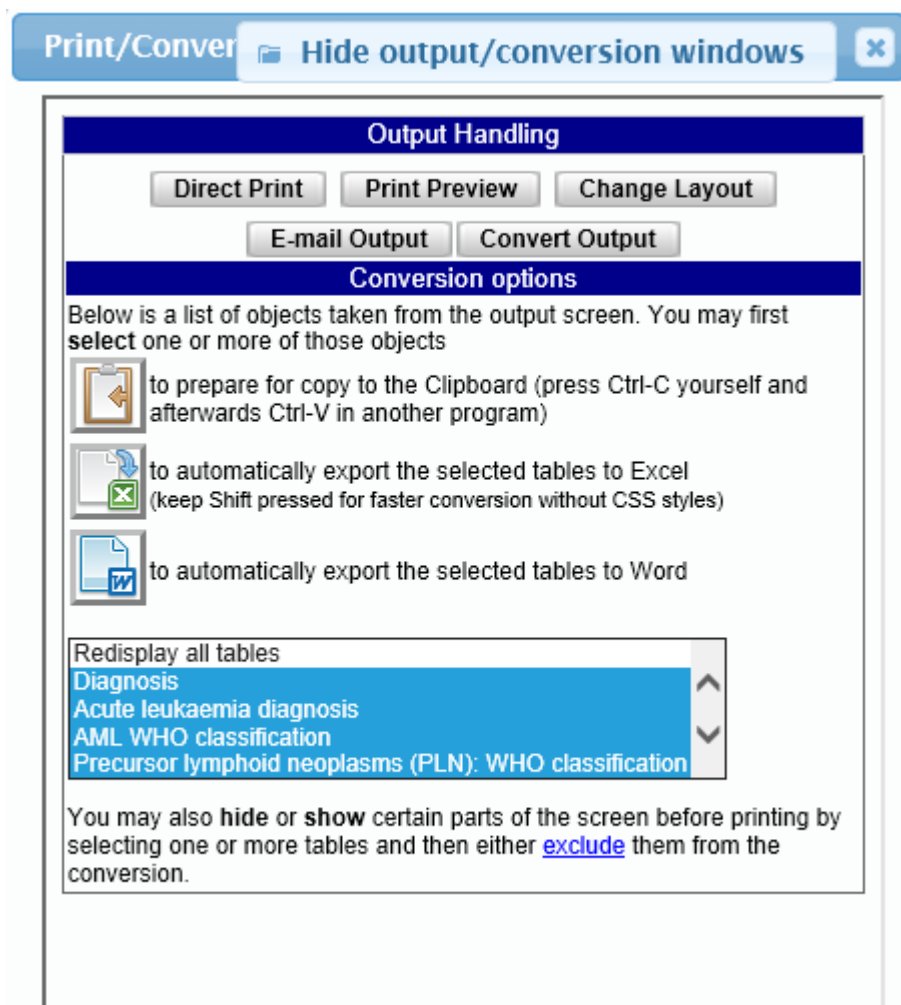 Print/Conver
Hide output/conversion windows
Output Handling
Direct Print Print Preview Change Layout
E-mail Output Convert Output
Conversion options
Below is a list of objects taken from the output screen. You may first
select one or more of those objects
to prepare for copy to the Clipboard (press Ctrl-C yourself and
afterwards Ctrl-V in another program)
to automatically export the selected tables to Excel
(keep Shift pressed for faster conversion without CSS styles)
to automatically export the selected tables to Word
Redisplay all tables
Diagnosis
Acute leukaemia diagnosis
AML WHO classification
Precursor lymphoid neoplasms (PLN): WHO classification
You may also hide or show certain parts of the screen before printing by
selecting one or more tables and then either exclude them from the
conversion.